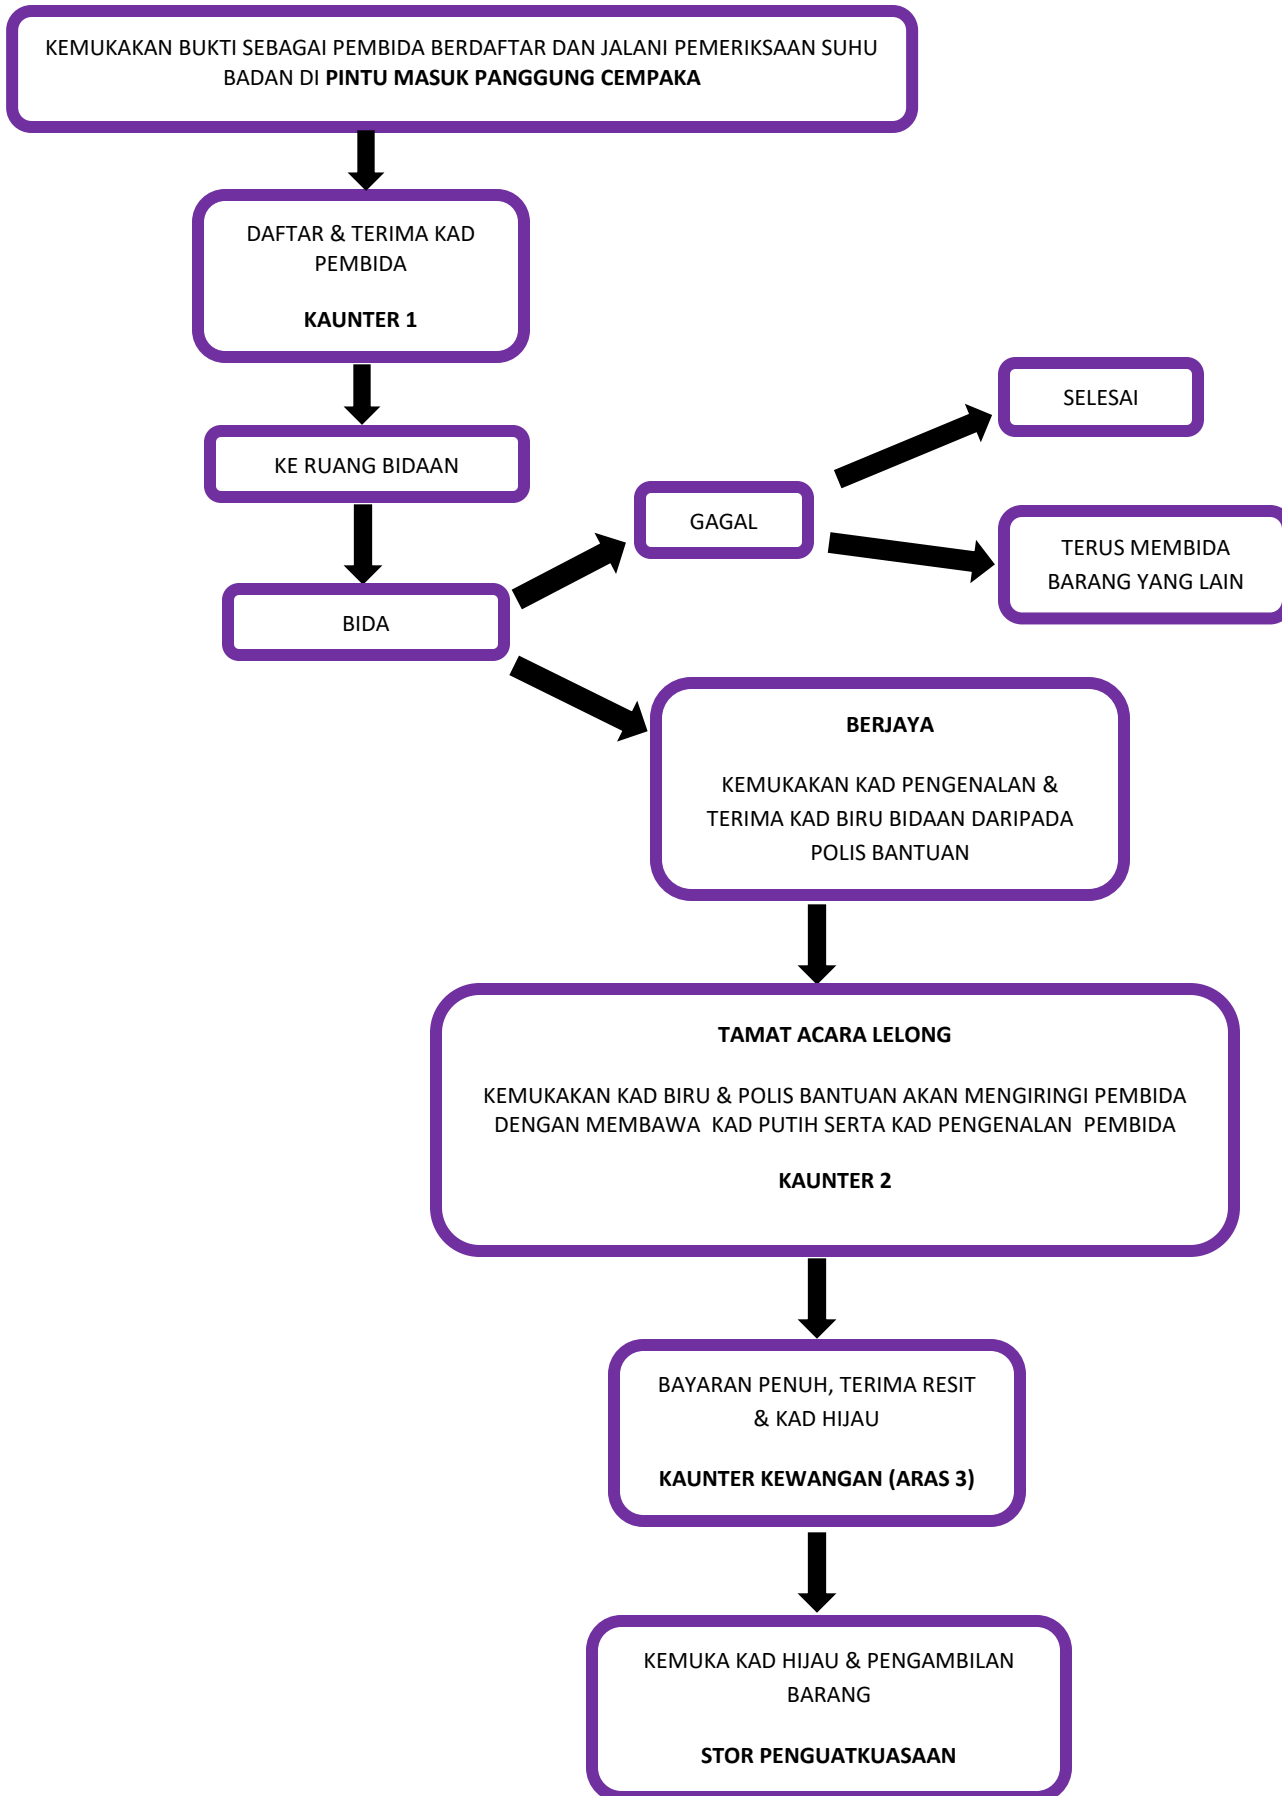 KEMUKAKAN BUKTI SEBAGAI PEMBIDA BERDAFTAR DAN JALANI PEMERIKSAAN SUHU
BADAN DI PINTU MASUK PANGGUNG CEMPAKA
DAFTAR & TERIMA KAD
PEMBIDA
KAUNTER 1
KE RUANG BIDAAN
BIDA
GAGAL
SELESAI
TERUS MEMBIDA
BARANG YANG LAIN
BERJAYA
KEMUKAKAN KAD PENGENALAN &
TERIMA KAD BIRU BIDAAN DARIPADA
POLIS BANTUAN
TAMAT ACARA LELONG
KEMUKAKAN KAD BIRU & POLIS BANTUAN AKAN MENGIRINGI PEMBIDA
DENGAN MEMBAWA  KAD PUTIH SERTA KAD PENGENALAN  PEMBIDA
KAUNTER 2
BAYARAN PENUH, TERIMA RESIT
& KAD HIJAU
KAUNTER KEWANGAN (ARAS 3)
KEMUKA KAD HIJAU & PENGAMBILAN
BARANG
STOR PENGUATKUASAAN